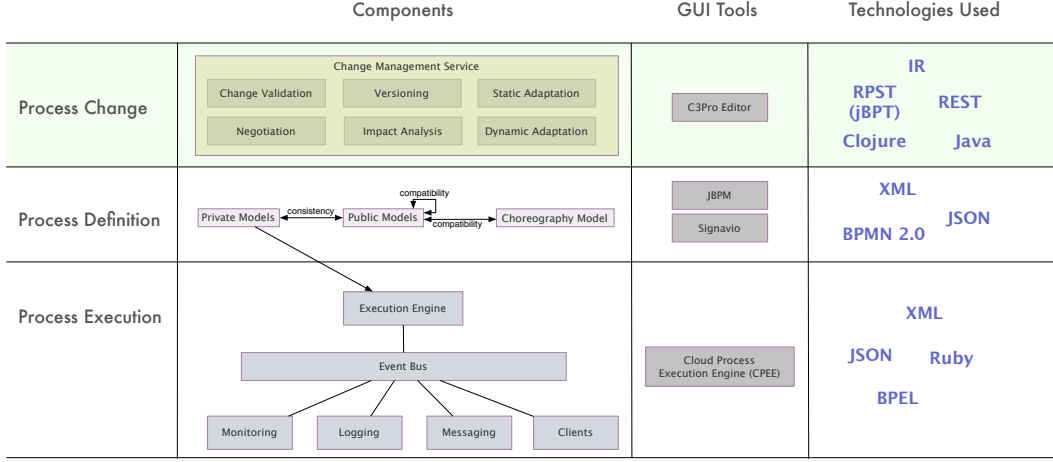 Components
GUI Tools
Technologies Used
Process Change
Change Management Service
Change Validation
Versioning
Static Adaptation
Negotiation
Impact Analysis
Dynamic Adaptation
C3Pro Editor
IR
RPST
(jBPT)
REST
Clojure
Java
Process Definition
compatibility
Private Models
consistency
Public Models
compatibility
Choreography Model
JBPM
Signavio
XML
JSON
BPMN 2.0
Process Execution
Execution Engine
Event Bus
Monitoring
Logging
Messaging
Clients
Cloud Process
Execution Engine (CPEE)
XML
JSON
Ruby
BPEL